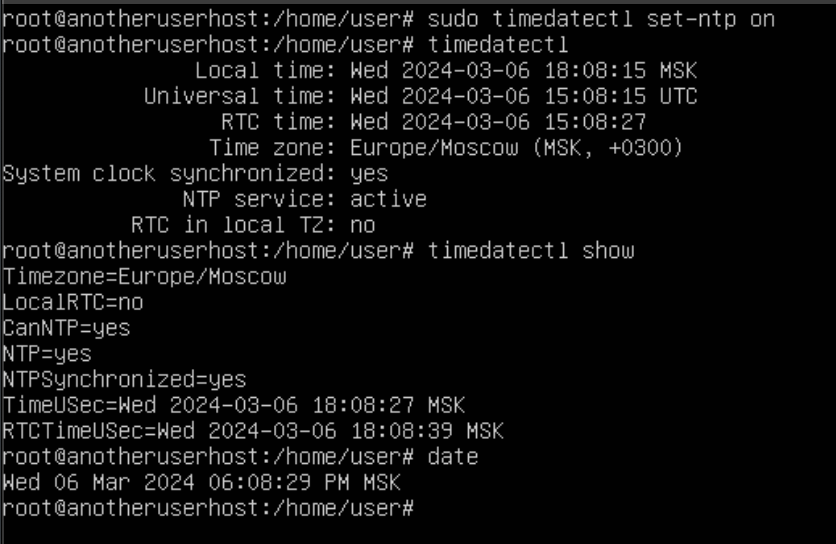 root@anotheruserhost:/home/user# sudo timedatectl set-ntp on
root@anotheruserhost:/home/user# timedatectl
Local time: Wed 2024-03-06 18:08:15 MSK
Universal time: Wed 2024-03-06 15:08:15 UTC
RTC time: Wed 2024-03-06 15:08:27
Time zone: Europe/Moscow (MSK, +0300)
System clock synchronized: yes
NTP service: active
RTC in local TZ: no
root@anotheruserhost:/home/user# timedatectl show
Timezone=Europe/Moscow
LocalRTC=no
CanNTP=yes
NTP=yes
NTPSynchronized=yes
TimeUSec=Wed 2024-03-06 18:08:27 MSK
RTCTimeUSec=Wed 2024-03-06 18:08:39 MSK
root@anotheruserhost:/home/user# date
Wed 06 Mar 2024 06:08:29 PM MSK
root@anotheruserhost:/home/user#